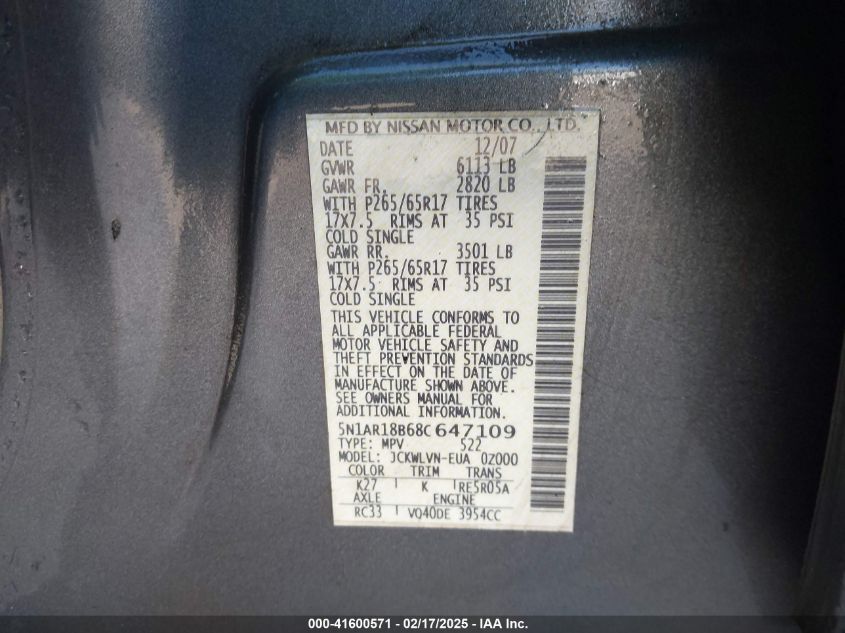 MFD BY NISSAN MOTOR CO., LTD.
DATE 12/07
GVWR 6113 LB
GAWR FR. 2820 LB
WITH P265/65R17 TIRES
17X7.5 RIMS AT 35 PSI
COLD SINGLE
GAWR RR. 3501 LB
WITH P265/65R17 TIRES
17X7.5 RIMS AT 35 PSI
COLD SINGLE
THIS VEHICLE CONFORMS TO
ALL APPLICABLE FEDERAL
MOTOR VEHICLE SAFETY AND
THEFT PREVENTION STANDARDS
IN EFFECT ON THE DATE OF
MANUFACTURE SHOWN ABOVE.
SEE OWNERS MANUAL FOR
ADDITIONAL INFORMATION.
5N1AR18B68C647109
TYPE: MPV 522
MODEL: JCKWLVN-EUA 0Z000
COLOR TRIM TRANS
K27 K RE5R05A
AXLE ENGINE
RC33 VQ40DE 3954CC
000-41600571 — 02/17/2025 — IAA Inc.